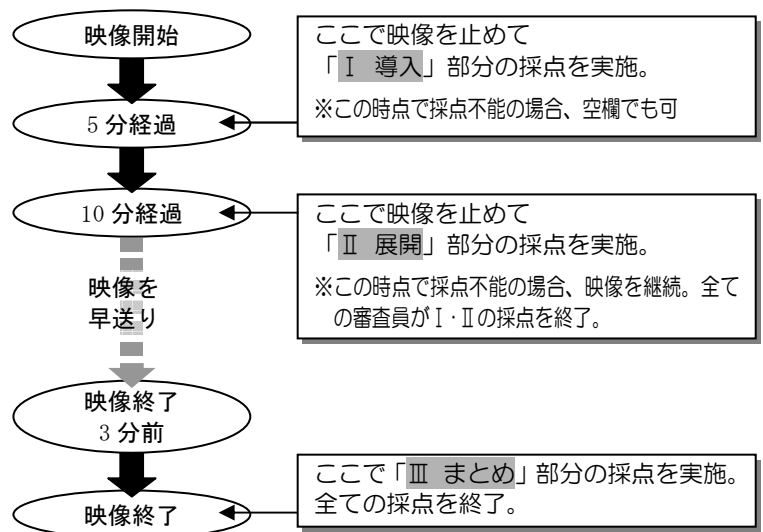 映像開始
ここで映像を止めて
「Ⅰ 導入」部分の採点を実施。
※この時点で採点不能の場合、空欄でも可
5分経過
10分経過
ここで映像を止めて
「Ⅱ 展開」部分の採点を実施。
※この時点で採点不能の場合、映像を継続。全て
の審査員がⅠ・Ⅱの採点を終了。
映像を
早送り
映像終了
3分前
ここで「Ⅲ まとめ」部分の採点を実施。
全ての採点を終了。
映像終了